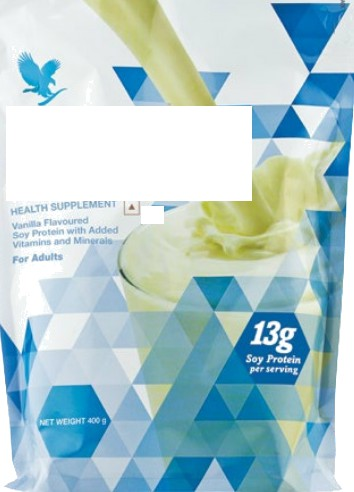 HEALTH SUPPLEMENT
Vanilla Flavoured
Soy Protein with Added
Vitamins and Minerals
For Adults
13g
Soy Protein
per serving
NET WEIGHT 400 g